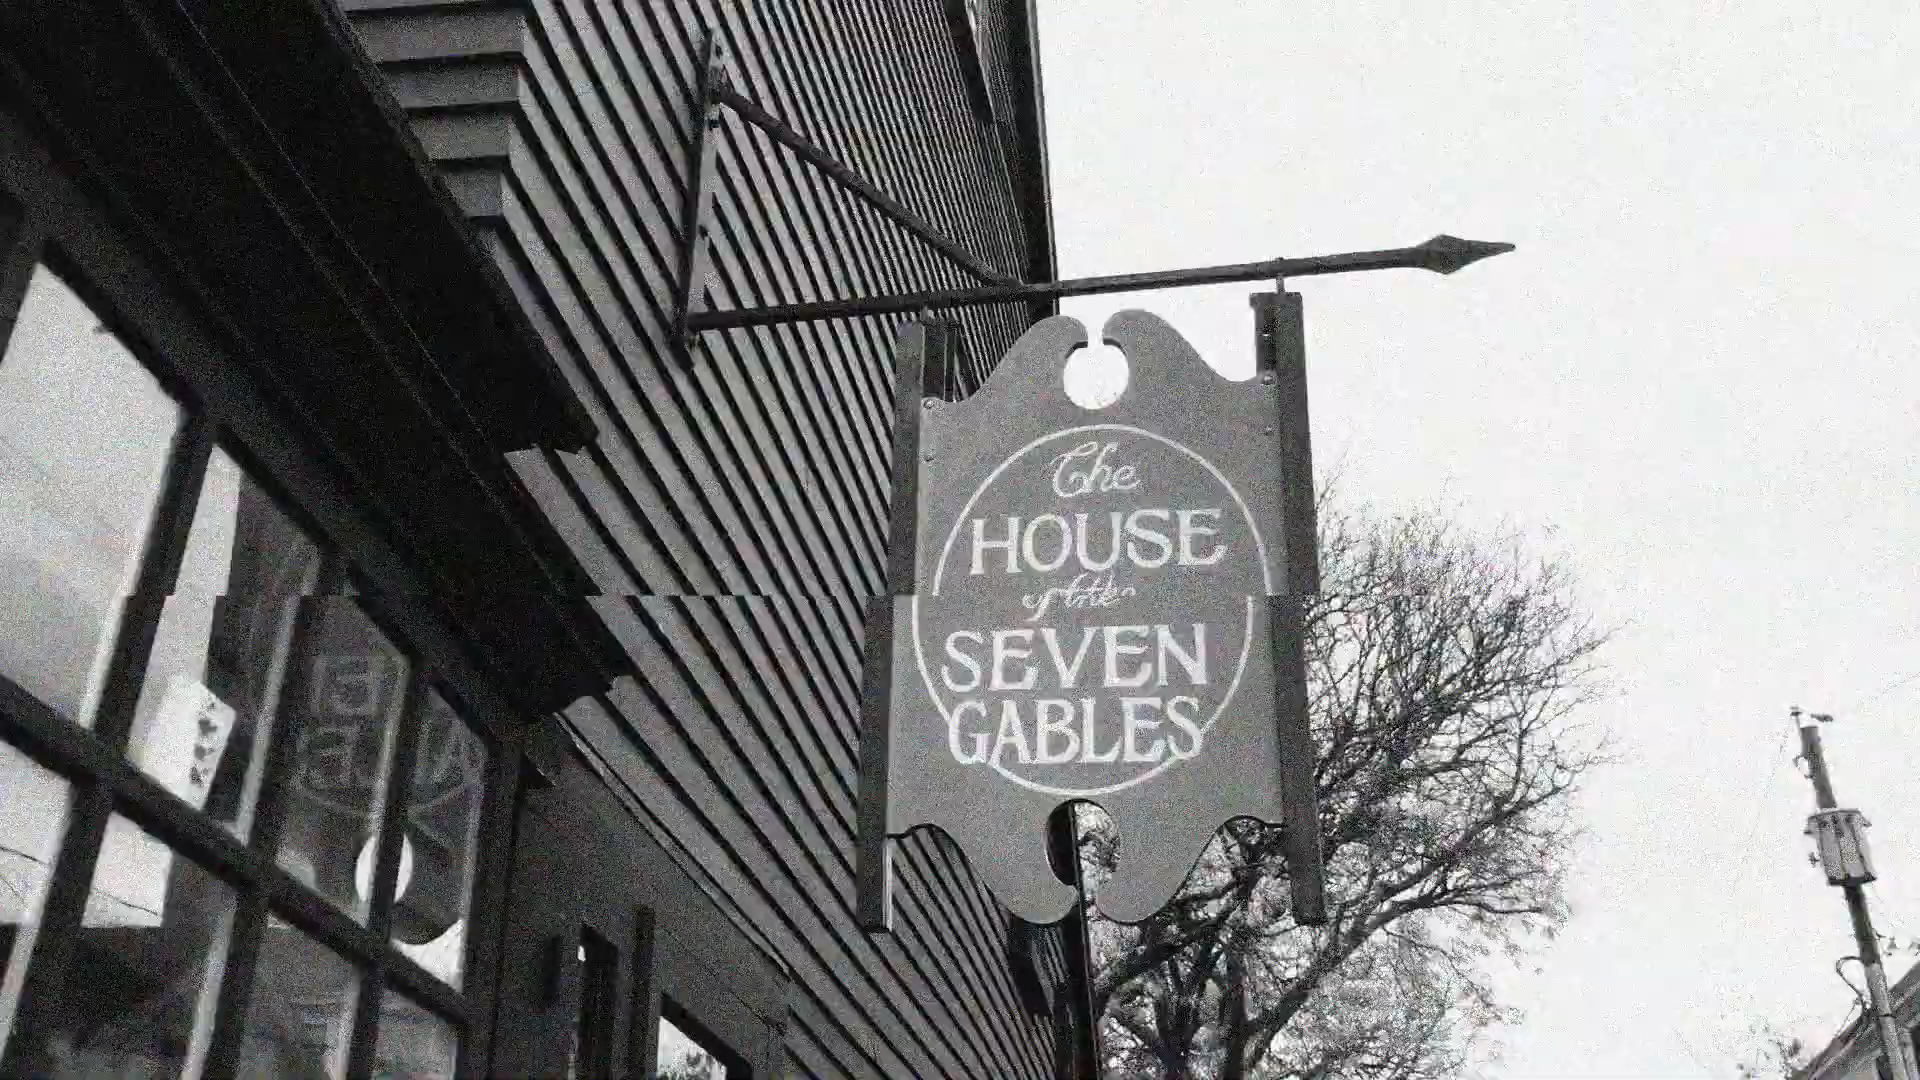 The
HOUSE
of the
SEVEN
GABLES